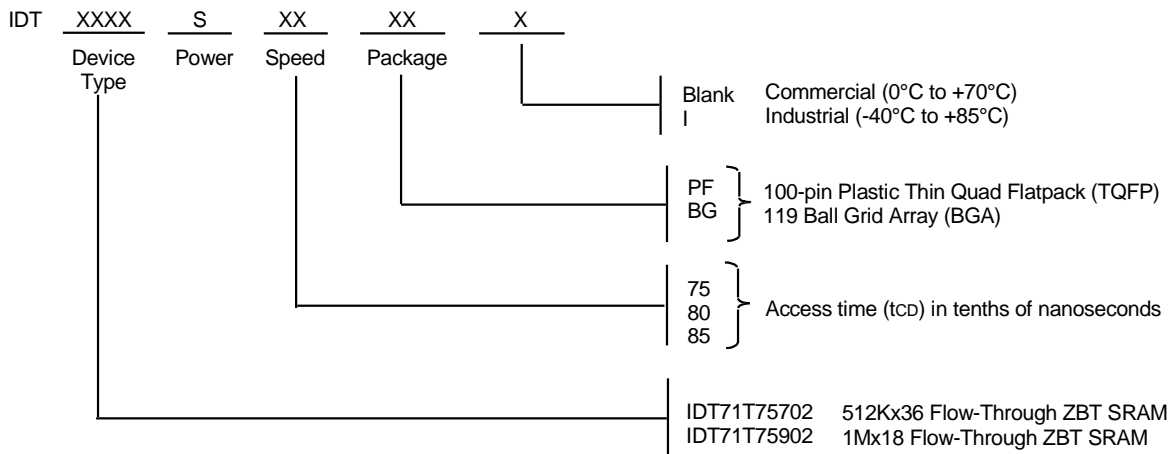 IDT XXXX S XX XX X
Device Type Power Speed Package
Blank Commercial (0°C to +70°C)
I Industrial (-40°C to +85°C)
PF 100-pin Plastic Thin Quad Flatpack (TQFP)
BG 119 Ball Grid Array (BGA)
75
80 Access time (tCD) in tenths of nanoseconds
85
IDT71T75702 512Kx36 Flow-Through ZBT SRAM
IDT71T75902 1Mx18 Flow-Through ZBT SRAM